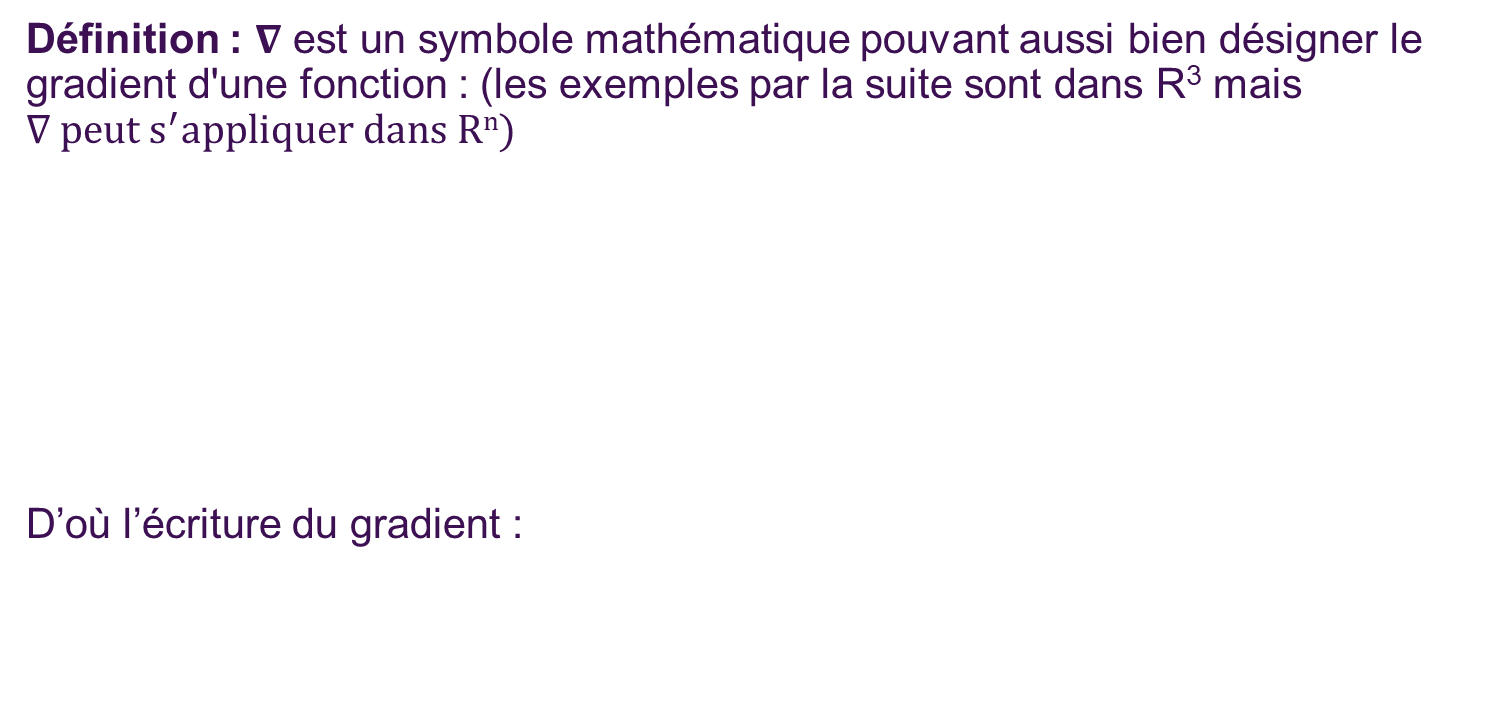 Définition : ∇ est un symbole mathématique pouvant aussi bien désigner le
gradient d'une fonction : (les exemples par la suite sont dans R³ mais
∇ peut s′appliquer dans Rⁿ)
D’où l’écriture du gradient :